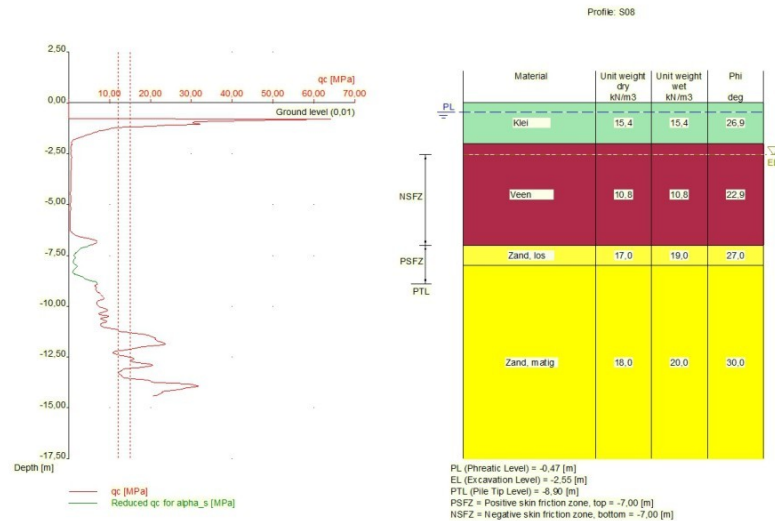 Profile: S08
2,50
0,00
-2,50
-5,00
-7,50
-10,00
-12,50
-15,00
-17,50
Depth [m]
qc [MPa]
10.00 20.00 30.00 40.00 50.00 60.00 70.00
Ground level (0,01)
qc [MPa]
Reduced qc for alpha_s [MPa]
PL
NSFZ
PSFZ
PTL
Material Unit weight dry kN/m3 Unit weight wet kN/m3 Phi deg
Klei 15,4 15,4 26,9
Veen 10,8 10,8 22,9
Zand, los 17,0 19,0 27,0
Zand, matig 18,0 20,0 30,0
PL (Phreatic Level) = -0,47 [m]
EL (Excavation Level) = -2,55 [m]
PTL (Pile Tip Level) = -8,90 [m]
PSFZ = Positive skin friction zone, top = -7,00 [m]
NSFZ = Negative skin friction zone, bottom = -7,00 [m]